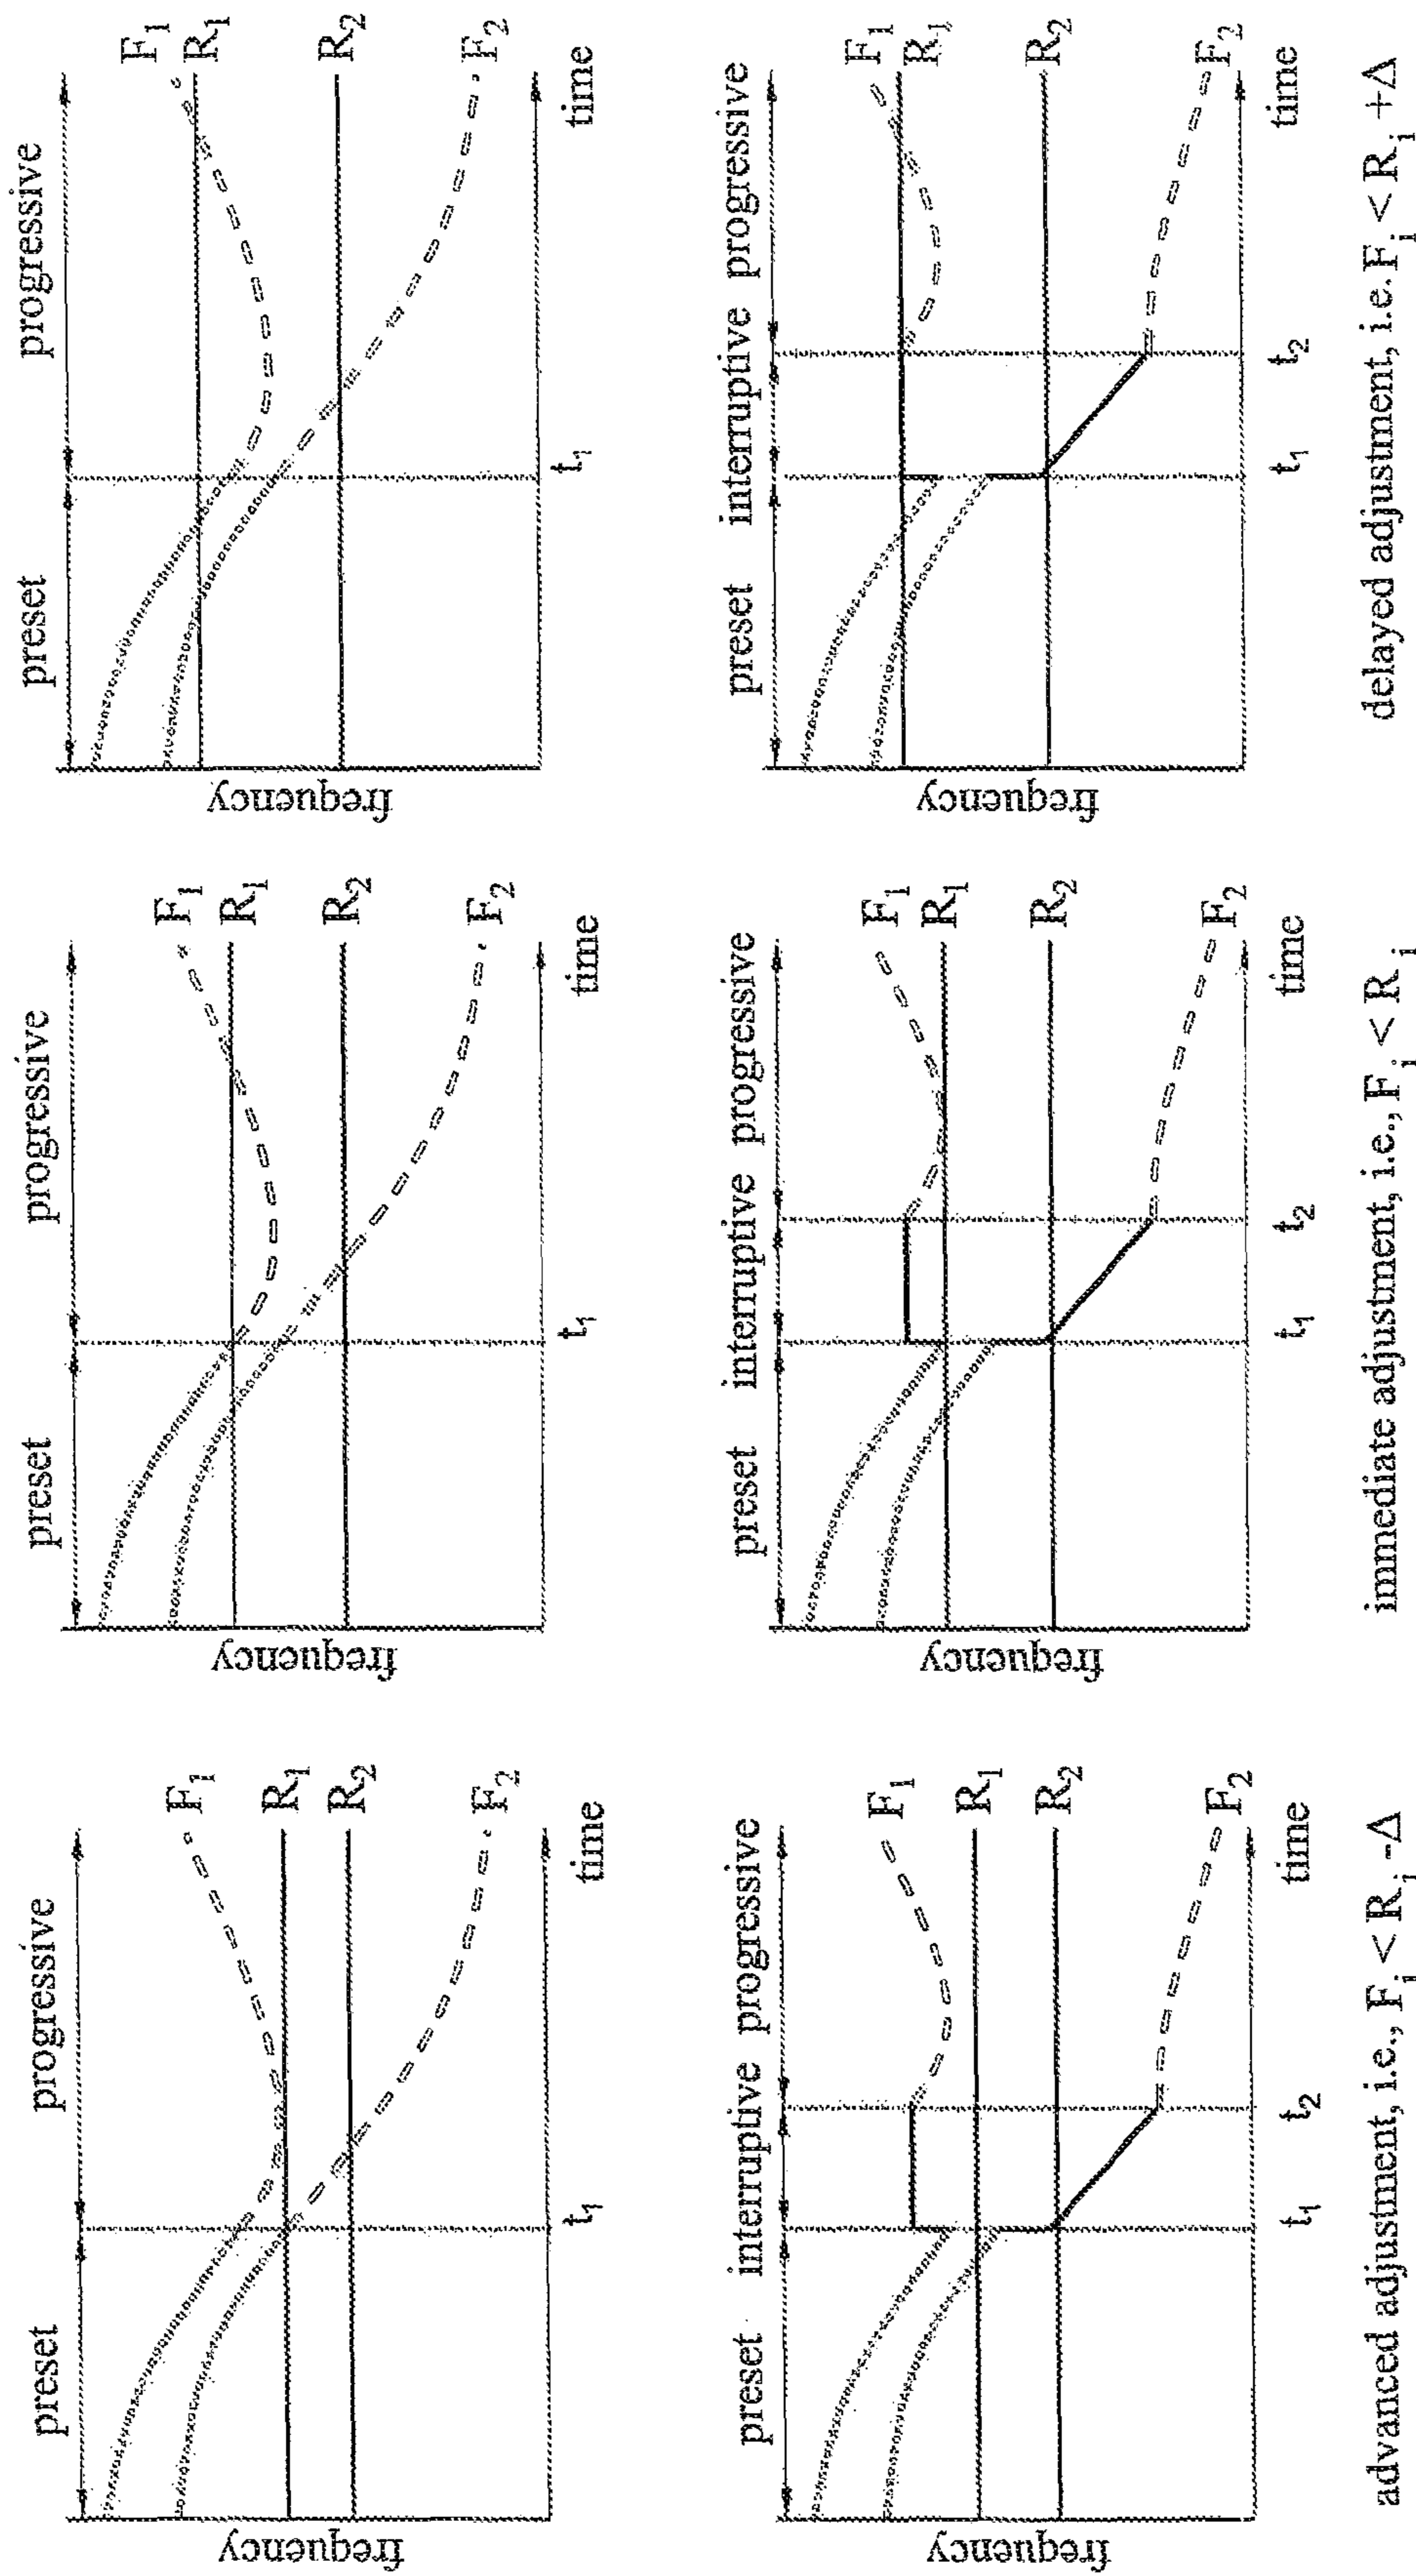 preset progressive
frequency
F₁
R₁
R₂
F₂
t₁
time
preset progressive
frequency
F₁
R₁
R₂
F₂
t₁
time
preset progressive
frequency
F₁
R₁
R₂
F₂
t₁
time
preset interruptive progressive
frequency
F₁
R₁
R₂
F₂
t₁ t₂
time
preset interruptive progressive
frequency
F₁
R₁
R₂
F₂
t₁ t₂
time
preset interruptive progressive
frequency
F₁
R₁
R₂
F₂
t₁ t₂
time
advanced adjustment, i.e., Fᵢ < Rᵢ -Δ
immediate adjustment, i.e., Fᵢ < Rᵢ
delayed adjustment, i.e. Fᵢ < Rᵢ +Δ